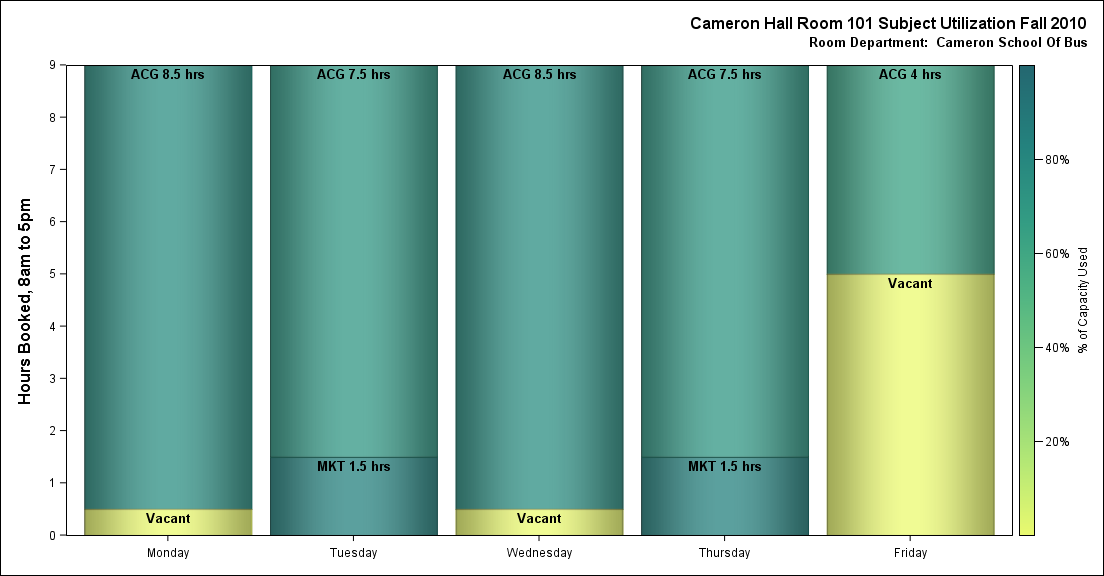 Cameron Hall Room 101 Subject Utilization Fall 2010
Room Department:  Cameron School Of Bus
Hours Booked, 8am to 5pm
9
8
7
6
5
4
3
2
1
0
ACG 8.5 hrs
Vacant
ACG 7.5 hrs
MKT 1.5 hrs
ACG 8.5 hrs
Vacant
ACG 7.5 hrs
MKT 1.5 hrs
ACG 4 hrs
Vacant
Monday
Tuesday
Wednesday
Thursday
Friday
80%
60%
40%
20%
% of Capacity Used